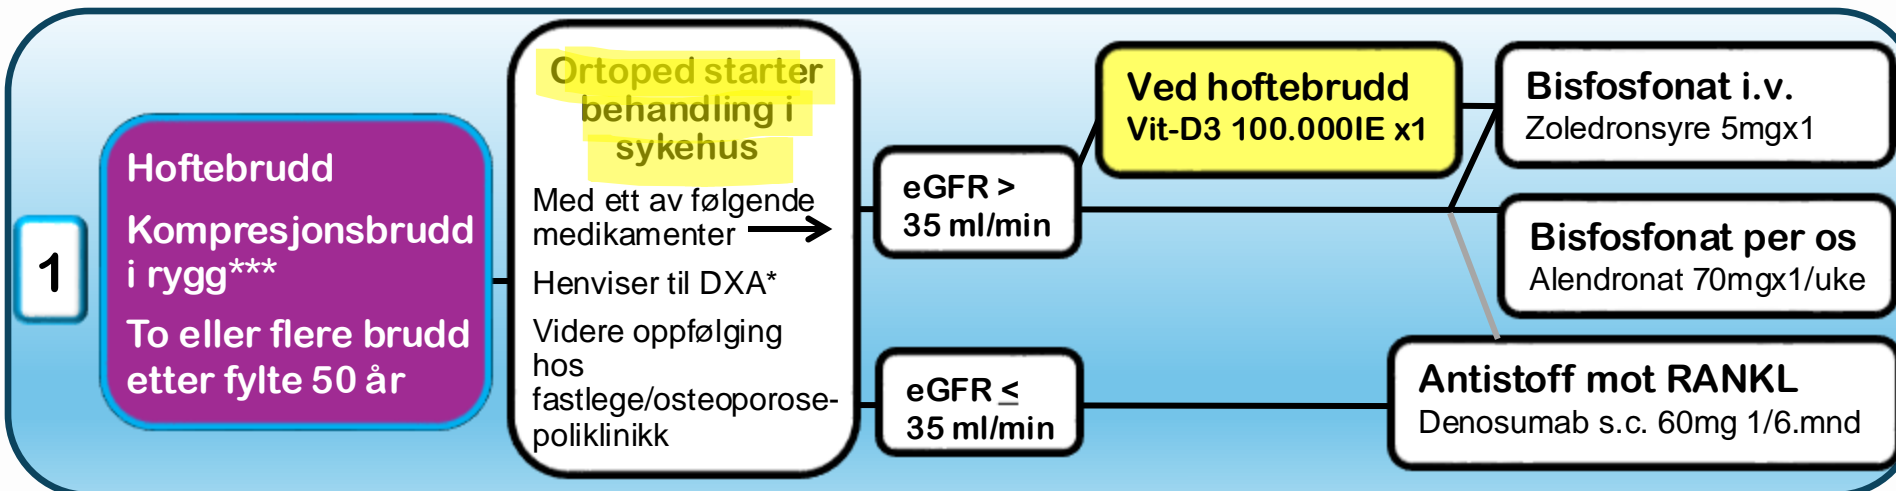 1
Hoftebrudd
Kompresjonsbrudd
i rygg***
To eller flere brudd
etter fylte 50 år
Ortoped starter
behandling i
sykehus
Med ett av følgende
medikamenter
Henviser til DXA*
Videre oppfølging
hos
fastlege/osteoporose-
poliklinikk
eGFR >
35 ml/min
eGFR ≤
35 ml/min
Ved hoftebrudd
Vit-D3 100.000IE x1
Bisfosfonat i.v.
Zoledronsyre 5mgx1
Bisfosfonat per os
Alendronat 70mgx1/uke
Antistoff mot RANKL
Denosumab s.c. 60mg 1/6.mnd